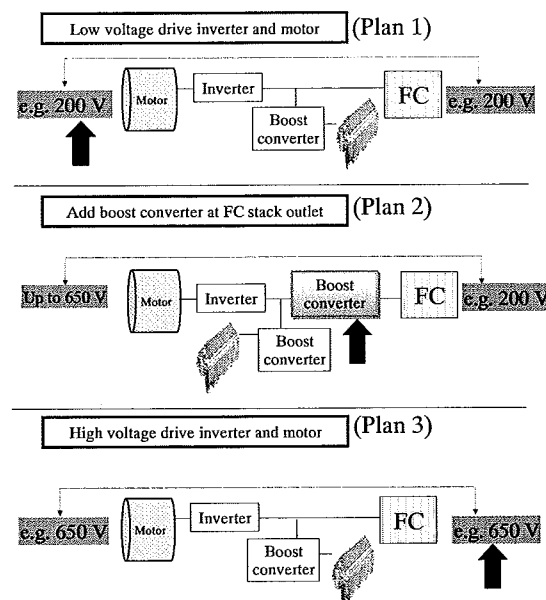 Low voltage drive inverter and motor (Plan 1)
e.g. 200 V
Motor
Inverter
Boost
converter
FC
e.g. 200 V
Add boost converter at FC stack outlet (Plan 2)
Up to 650 V
Motor
Inverter
Boost
converter
Boost
converter
FC
e.g. 200 V
High voltage drive inverter and motor (Plan 3)
e.g. 650 V
Motor
Inverter
Boost
converter
FC
e.g. 650 V